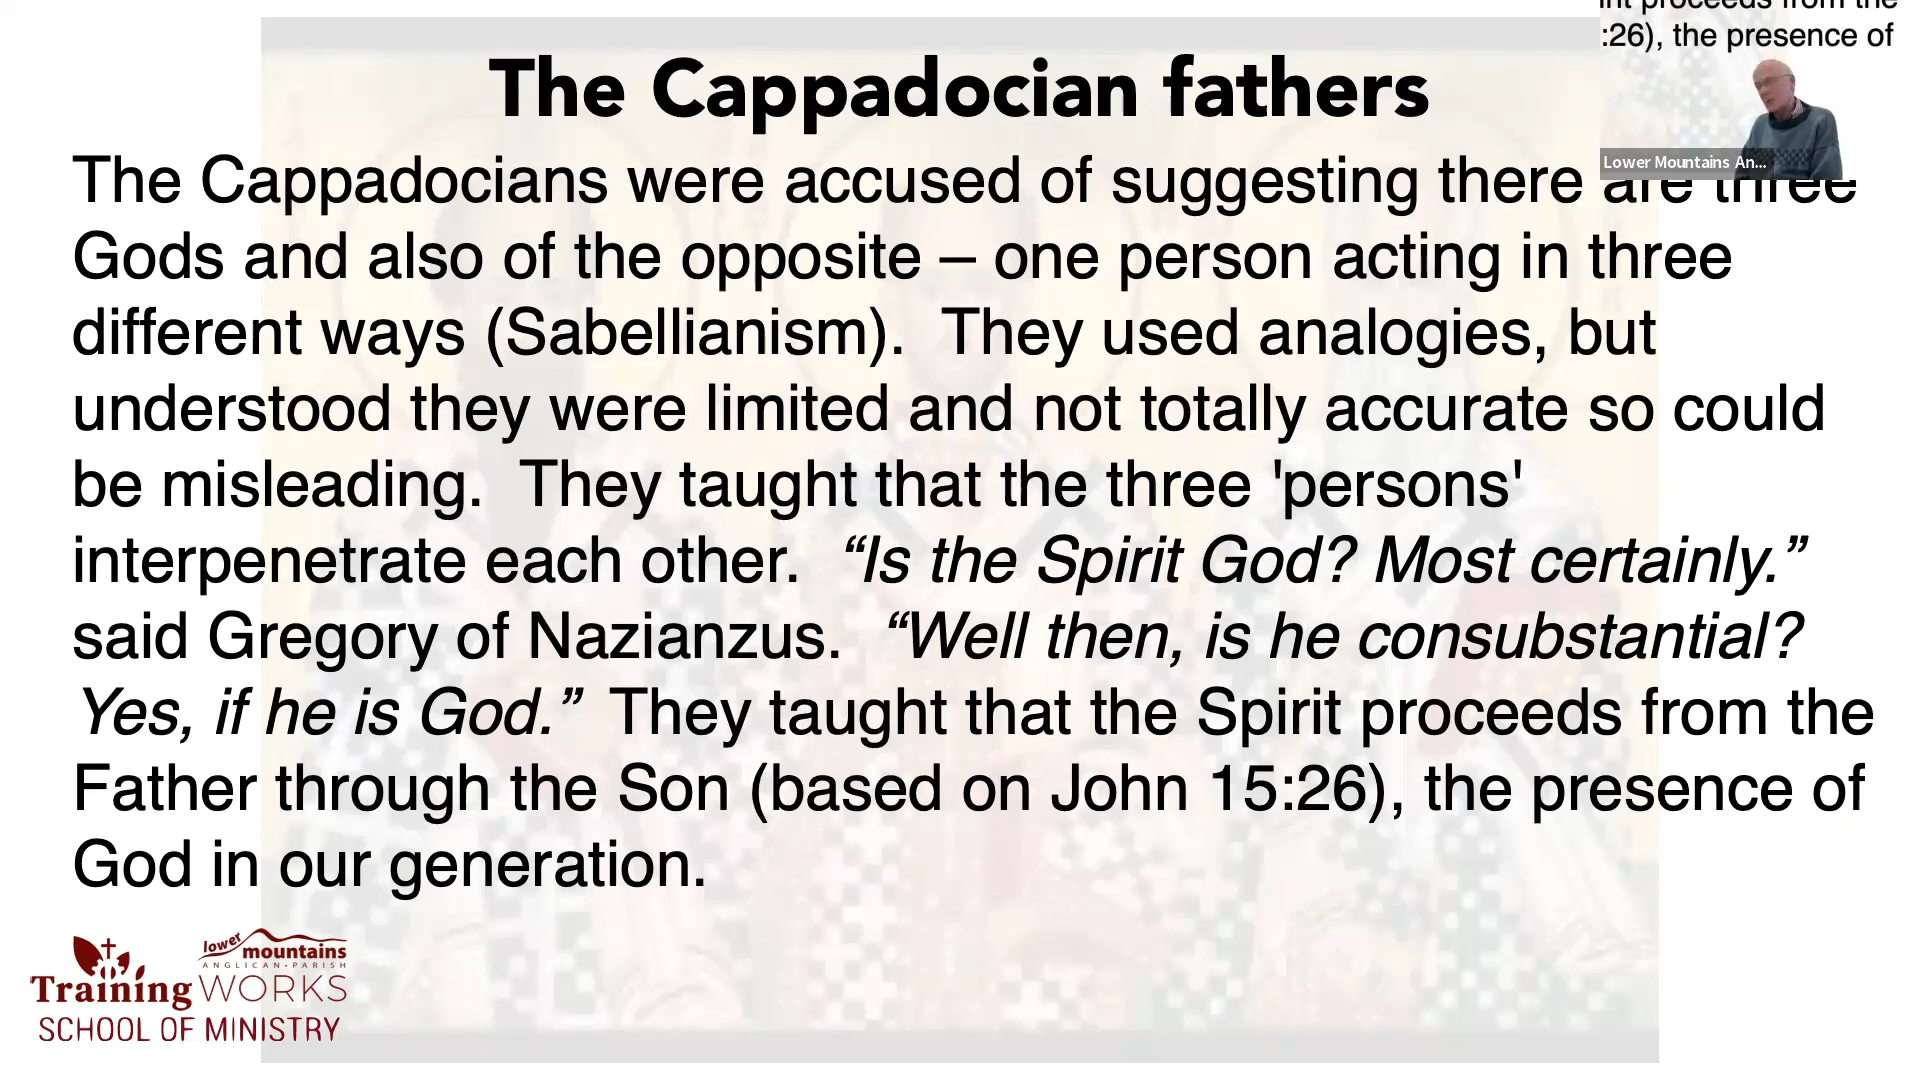 The Cappadocian fathers
proceeds from the
:26), the presence of
Lower Mountains An...
The Cappadocians were accused of suggesting there are three
Gods and also of the opposite – one person acting in three
different ways (Sabellianism).  They used analogies, but
understood they were limited and not totally accurate so could
be misleading.  They taught that the three 'persons'
interpenetrate each other.  “Is the Spirit God? Most certainly.”
said Gregory of Nazianzus.  “Well then, is he consubstantial?
Yes, if he is God.”  They taught that the Spirit proceeds from the
Father through the Son (based on John 15:26), the presence of
God in our generation.
lower
mountains
ANGLICAN•PARISH
Training WORKS
SCHOOL OF MINISTRY